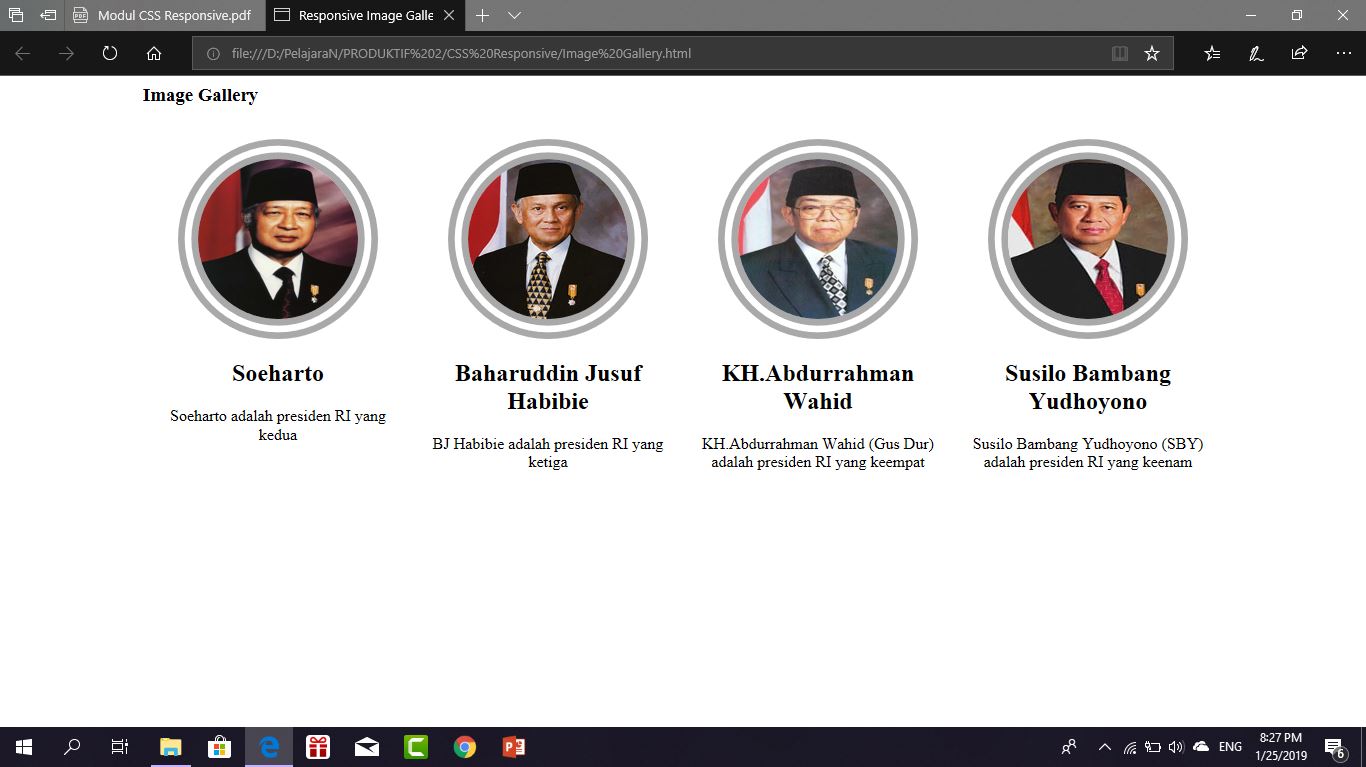 Modul CSS Responsive.pdf
Responsive Image Galle
file:///D:/PelajaraN/PRODUKTIF%202/CSS%20Responsive/Image%20Gallery.html
Image Gallery
Soeharto
Soeharto adalah presiden RI yang
kedua
Baharuddin Jusuf
Habibie
BJ Habibie adalah presiden RI yang
ketiga
KH.Abdurrahman
Wahid
KH.Abdurrahman Wahid (Gus Dur)
adalah presiden RI yang keempat
Susilo Bambang
Yudhoyono
Susilo Bambang Yudhoyono (SBY)
adalah presiden RI yang keenam
ENG
8:27 PM
1/25/2019
6